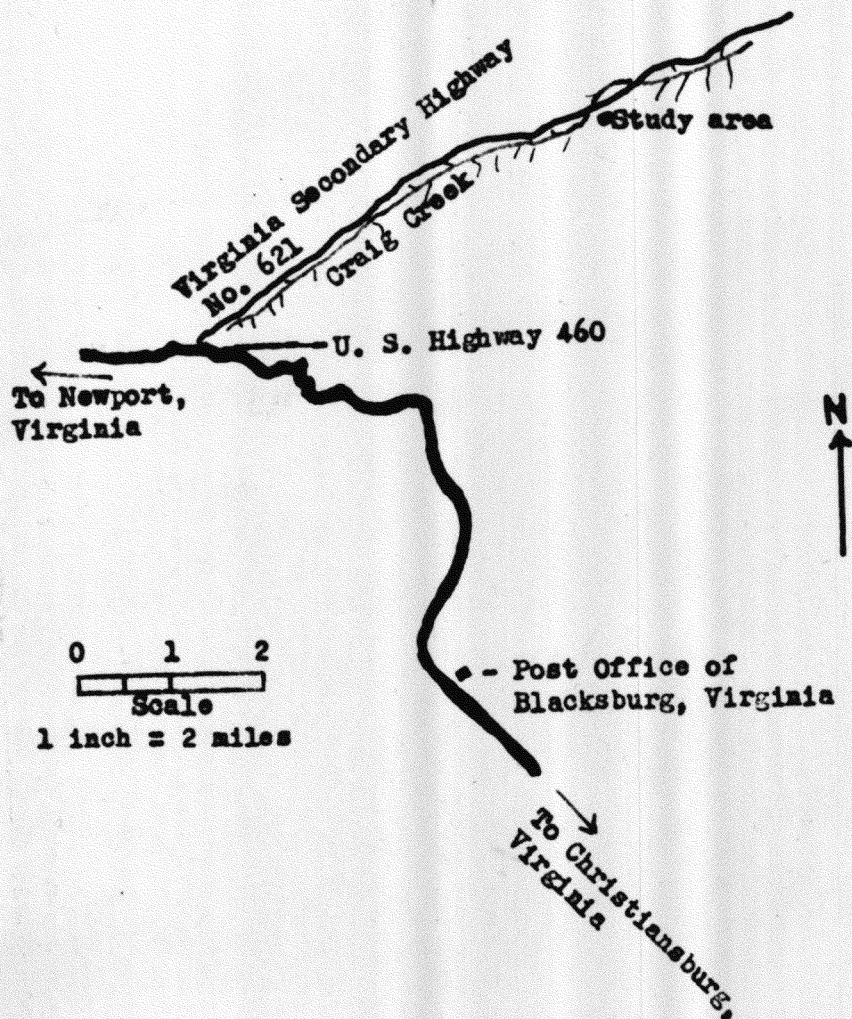 Virginia Secondary Highway
No. 621
Craig Creek
Study area
U. S. Highway 460
To Newport,
Virginia
N
0 1 2
Scale
1 inch = 2 miles
Post Office of
Blacksburg, Virginia
To Christiansburg,
Virginia